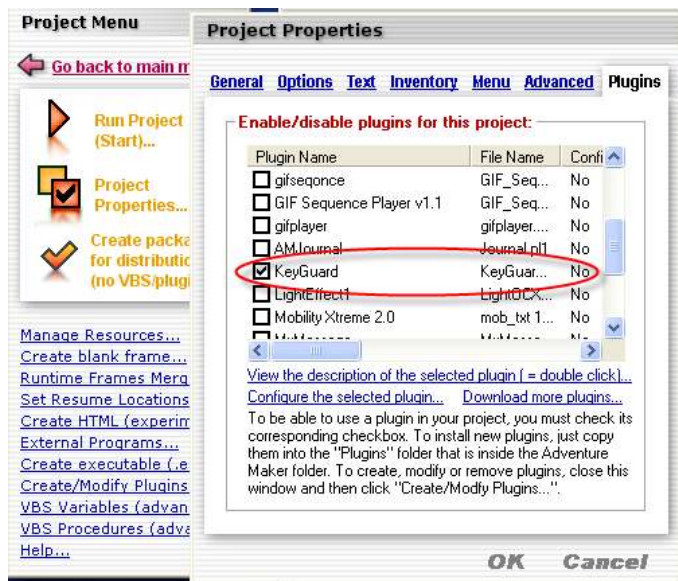 Project Menu
Go back to main m
Run Project
(Start)...
Project
Properties...
Create packa
for distributio
(no VBS/plugi
Manage Resources...
Create blank frame...
Runtime Frames Merg
Set Resume Locations
Create HTML (experim
External Programs...
Create executable (.e
Create/Modify Plugins
VBS Variables (advan
VBS Procedures (adva
Help...
Project Properties
General Options Text Inventory Menu Advanced Plugins
Enable/disable plugins for this project:
Plugin Name File Name Confi
gifseqonce GIF_Seq... No
GIF Sequence Player v1.1 GIF_Seq... No
gifplayer gifplayer.... No
AMJournal Journal.pl1 No
KeyGuard KeyGuar... No
LightEffect1 LightOCX... No
Mobility Xtreme 2.0 mob_txt 1... No
View the description of the selected plugin ( = double click)...
Configure the selected plugin... Download more plugins...
To be able to use a plugin in your project, you must check its
corresponding checkbox. To install new plugins, just copy
them into the "Plugins" folder that is inside the Adventure
Maker folder. To create, modify or remove plugins, close this
window and then click "Create/Modfy Plugins...".
OK Cancel